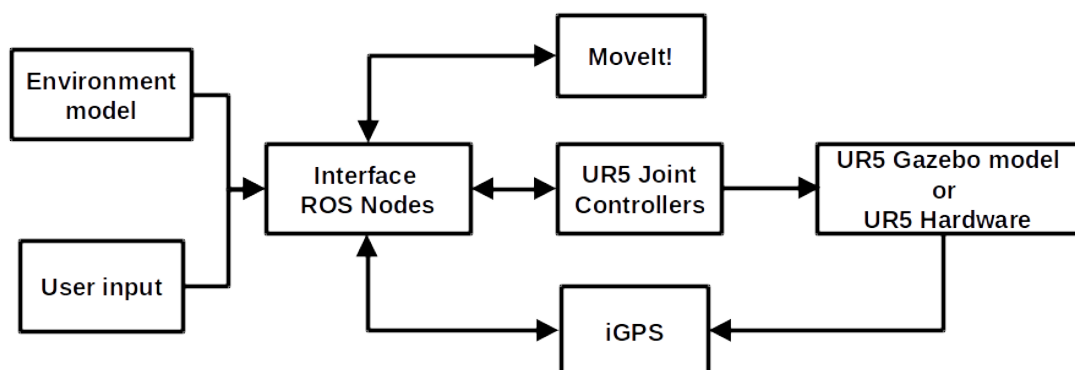 Environment
model
User input
Interface
ROS Nodes
MoveIt!
UR5 Joint
Controllers
UR5 Gazebo model
or
UR5 Hardware
iGPS